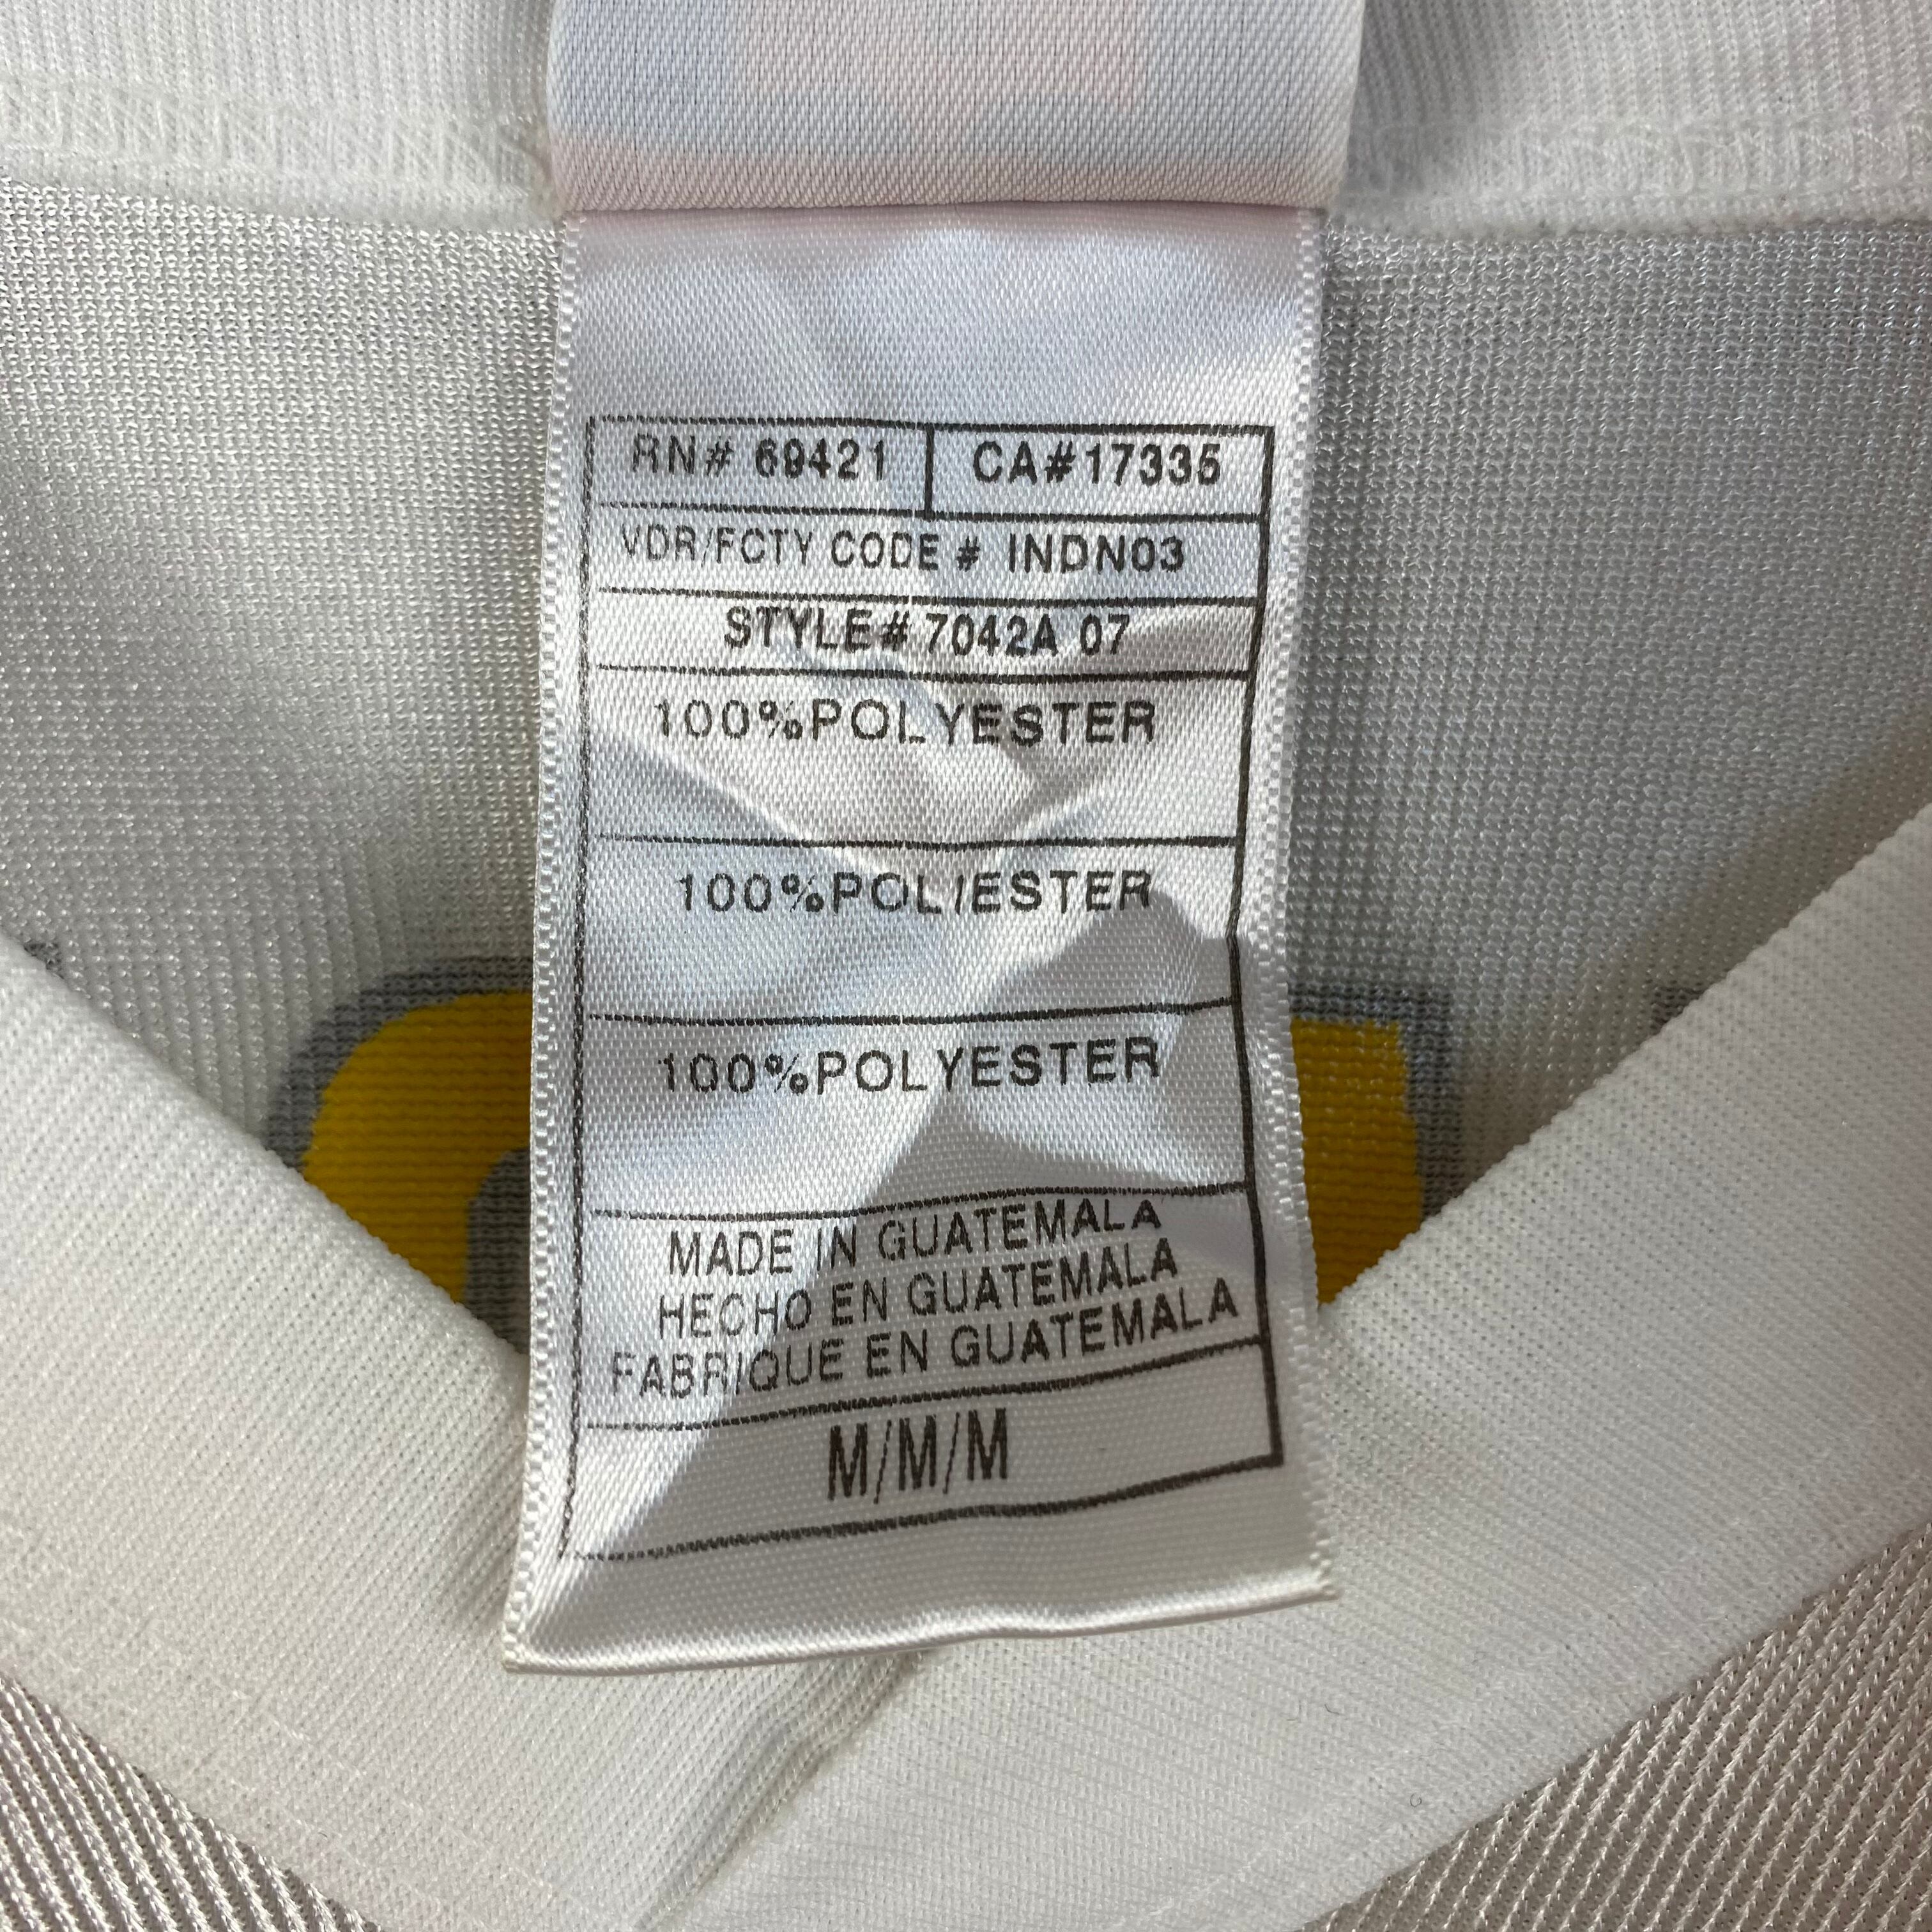 RN# 69421 CA#17335
VDR/FCTY CODE # INDN03
STYLE# 7042A 07
100%POLYESTER
100%POLIESTER
100%POLYESTER
MADE IN GUATEMALA
HECHO EN GUATEMALA
FABRIQUE EN GUATEMALA
M/M/M